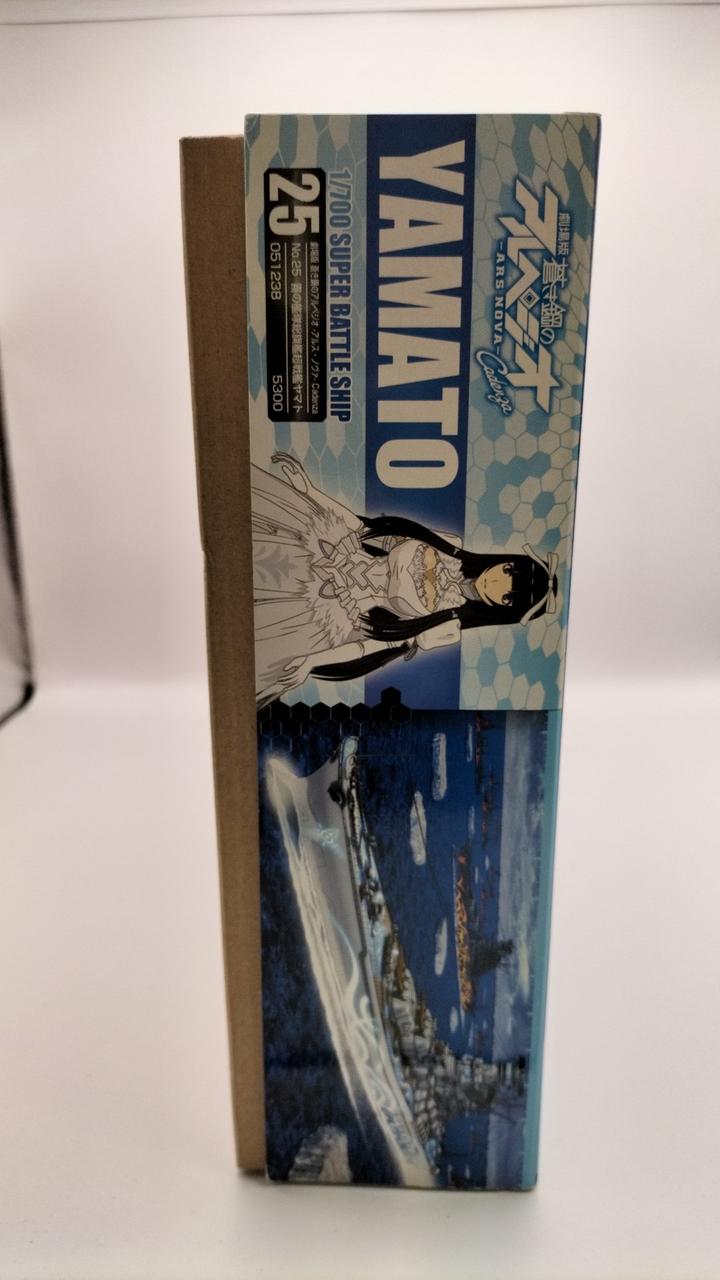 劇場版 蒼き鋼の
アルペジオ
-ARS NOVA-
Cadenza
YAMATO
1/700 SUPER BATTLE SHIP
25
劇場版 蒼き鋼のアルペジオ -アルス・ノヴァ- Cadenza
No.25 霧の艦隊総旗艦超戦艦ヤマト
051238
5300